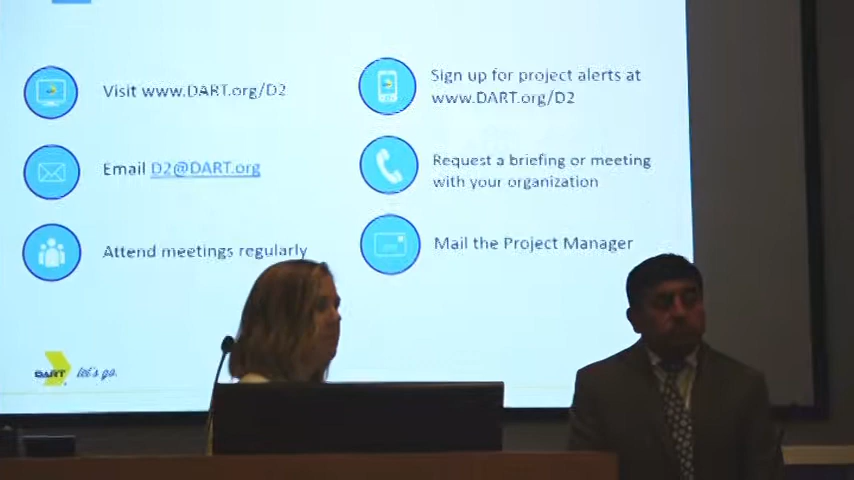 Visit www.DART.org/D2
Email D2@DART.org
Attend meetings regularly
Sign up for project alerts at
www.DART.org/D2
Request a briefing or meeting
with your organization
Mail the Project Manager
DART let's go.